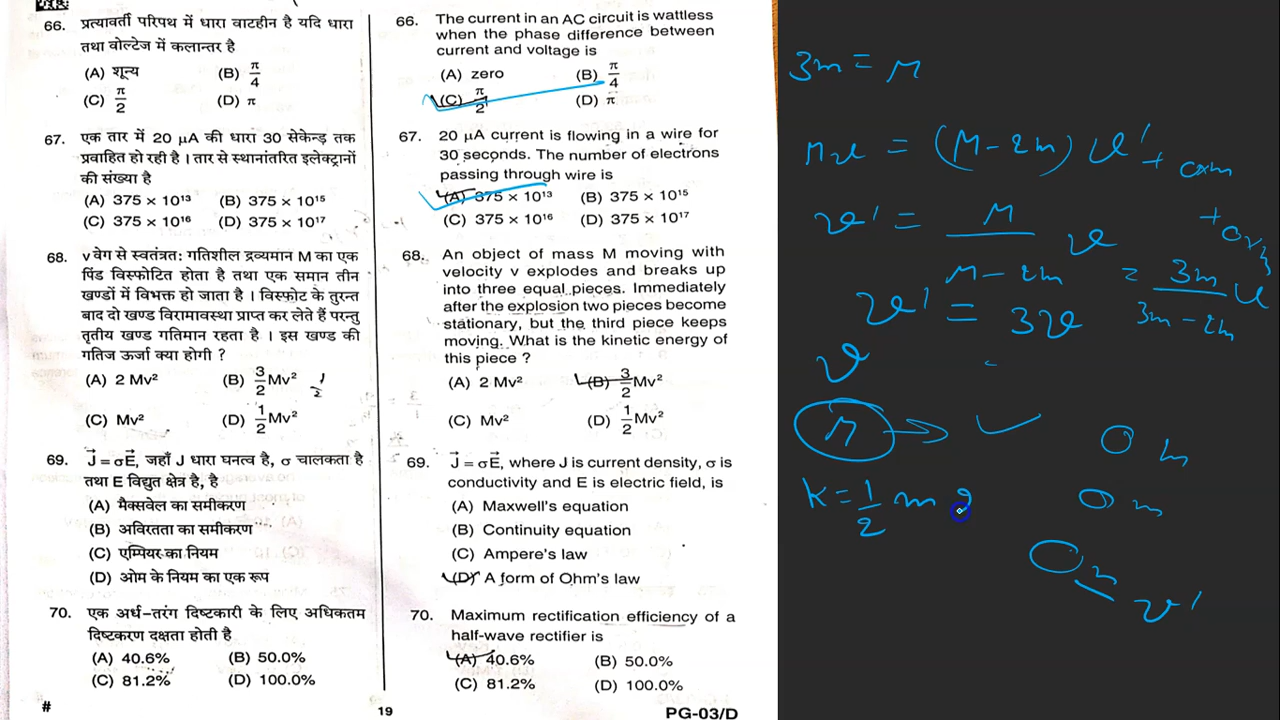 66. प्रत्यावर्ती परिपथ में धारा वाटहीन है यदि धारा
तथा वोल्टेज में कलान्तर है
(A) शून्य (B) π/4
(C) π/2 (D) π
67. एक तार में 20 μA की धारा 30 सेकेन्ड तक
प्रवाहित हो रही है । तार से स्थानांतरित इलेक्ट्रानों
की संख्या है
(A) 375 × 10¹³ (B) 375 × 10¹⁵
(C) 375 × 10¹⁶ (D) 375 × 10¹⁷
68. v वेग से स्वतंत्रत: गतिशील द्रव्यमान M का एक
पिंड विस्फोटित होता है तथा एक समान तीन
खण्डों में विभक्त हो जाता है । विस्फोट के तुरन्त
बाद दो खण्ड विरामावस्था प्राप्त कर लेते हैं परन्तु
तृतीय खण्ड गतिमान रहता है । इस खण्ड की
गतिज ऊर्जा क्या होगी ?
(A) 2 Mv² (B) 3/2 Mv² 1/2
(C) Mv² (D) 1/2 Mv²
69. J⃗ = σE⃗, जहाँ J धारा घनत्व है, σ चालकता है
तथा E विद्युत क्षेत्र है, है
(A) मैक्सवेल का समीकरण
(B) अविरतता का समीकरण
(C) एम्पियर का नियम
(D) ओम के नियम का एक रूप
70. एक अर्ध-तरंग दिष्टकारी के लिए अधिकतम
दिष्टकरण दक्षता होती है
(A) 40.6% (B) 50.0%
(C) 81.2% (D) 100.0%
#
66. The current in an AC circuit is wattless
when the phase difference between
current and voltage is
(A) zero (B) π/4
(C) π/2 (D) π
67. 20 μA current is flowing in a wire for
30 seconds. The number of electrons
passing through wire is
(A) 375 × 10¹³ (B) 375 × 10¹⁵
(C) 375 × 10¹⁶ (D) 375 × 10¹⁷
68. An object of mass M moving with
velocity v explodes and breaks up
into three equal pieces. Immediately
after the explosion two pieces become
stationary, but the third piece keeps
moving. What is the kinetic energy of
this piece ?
(A) 2 Mv² (B) 3/2 Mv²
(C) Mv² (D) 1/2 Mv²
69. J⃗ = σE⃗, where J is current density, σ is
conductivity and E is electric field, is
(A) Maxwell's equation
(B) Continuity equation
(C) Ampere's law
(D) A form of Ohm's law
70. Maximum rectification efficiency of a
half-wave rectifier is
(A) 40.6% (B) 50.0%
(C) 81.2% (D) 100.0%
19
PG-03/D
3m = M
Mv = (M-2m) v' + 0xm
+ 0x
v' = M/(M-2m) v = 3m/(3m-2m) v
v' = 3v
v
M
m
m
m
v'
K = 1/2 m